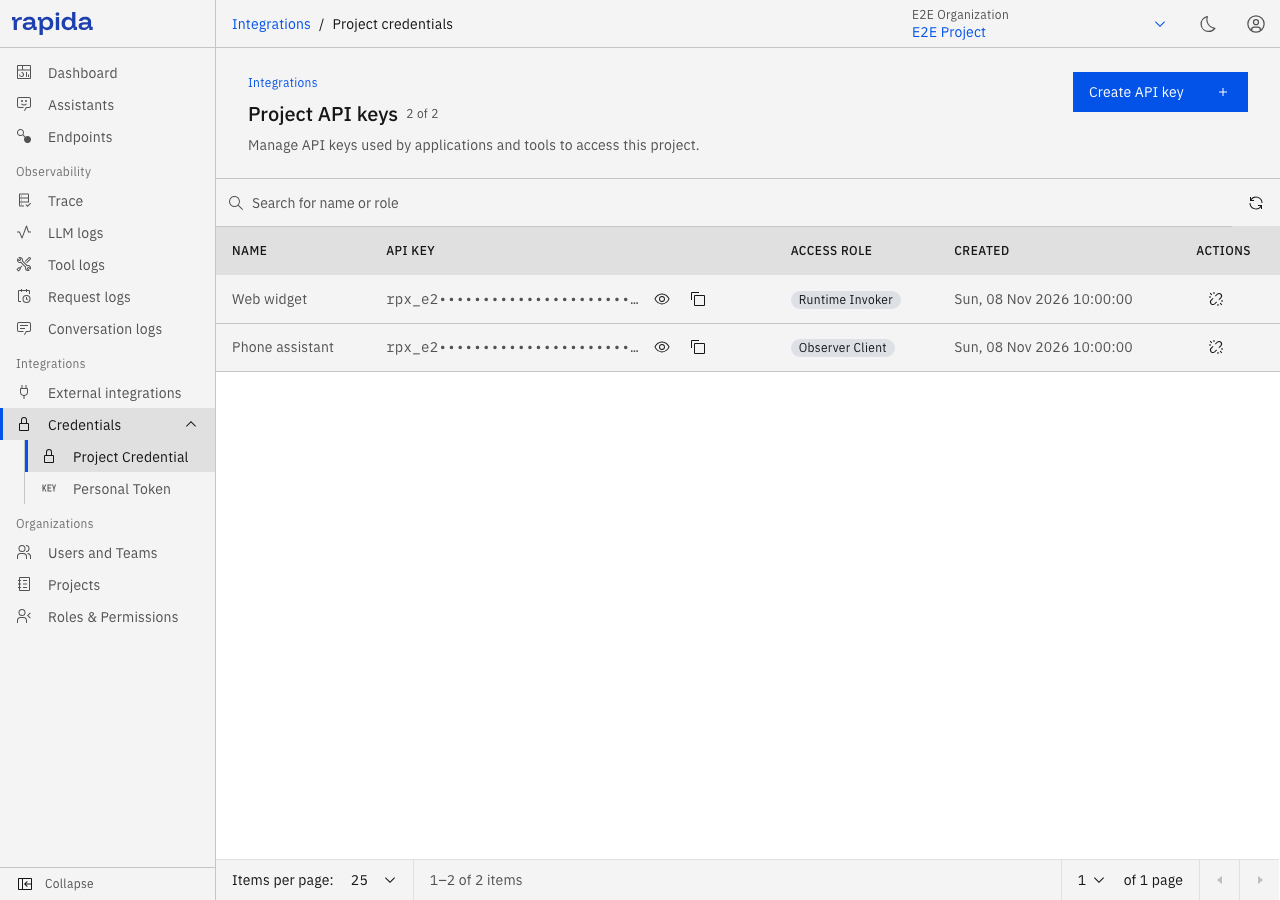 rapida
Integrations / Project credentials
E2E Organization
E2E Project
Dashboard
Assistants
Endpoints
Observability
Trace
LLM logs
Tool logs
Request logs
Conversation logs
Integrations
External integrations
Credentials
Project Credential
KEY Personal Token
Organizations
Users and Teams
Projects
Roles & Permissions
Collapse
Integrations
Project API keys 2 of 2
Manage API keys used by applications and tools to access this project.
Create API key +
Search for name or role
NAME API KEY ACCESS ROLE CREATED ACTIONS
Web widget rpx_e2••••••••••••••••••••••… Runtime Invoker Sun, 08 Nov 2026 10:00:00
Phone assistant rpx_e2••••••••••••••••••••••… Observer Client Sun, 08 Nov 2026 10:00:00
Items per page: 25 1–2 of 2 items 1 of 1 page